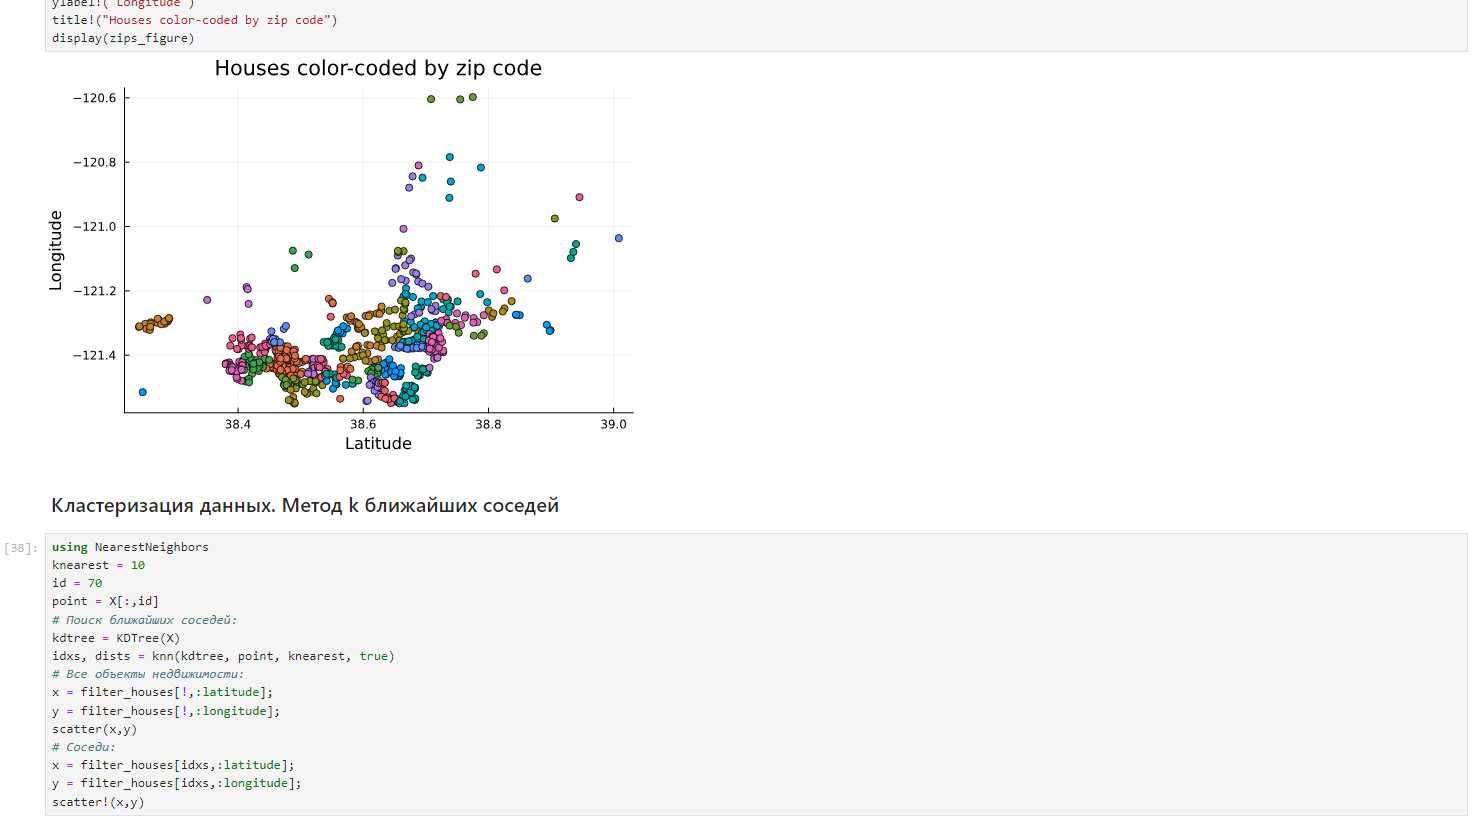 ylabel!("Longitude")
title!("Houses color-coded by zip code")
display(zips_figure)
Houses color-coded by zip code
−120.6
−120.8
−121.0
−121.2
−121.4
Longitude
38.4 38.6 38.8 39.0
Latitude
Кластеризация данных. Метод k ближайших соседей
[38]:
using NearestNeighbors
knearest = 10
id = 70
point = X[:,id]
# Поиск ближайших соседей:
kdtree = KDTree(X)
idxs, dists = knn(kdtree, point, knearest, true)
# Все объекты недвижимости:
x = filter_houses[!,:latitude];
y = filter_houses[!,:longitude];
scatter(x,y)
# Соседи:
x = filter_houses[idxs,:latitude];
y = filter_houses[idxs,:longitude];
scatter!(x,y)